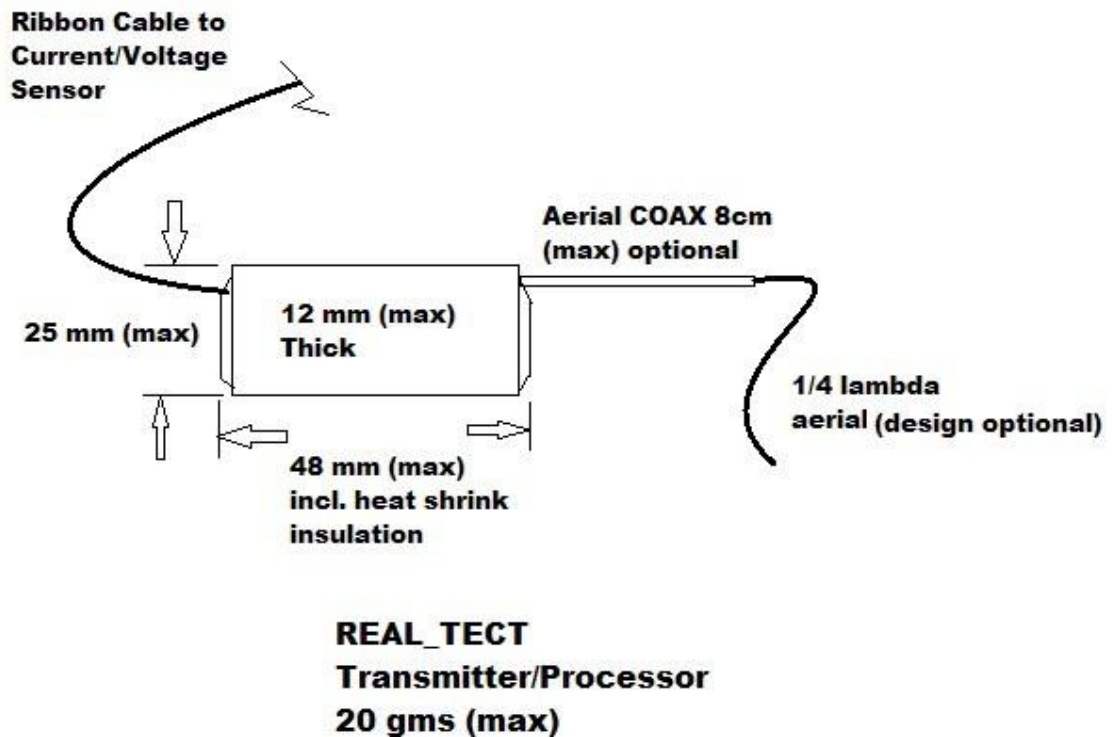 Ribbon Cable to
Current/Voltage
Sensor
Aerial COAX 8cm
(max) optional
25 mm (max)
12 mm (max)
Thick
1/4 lambda
aerial (design optional)
48 mm (max)
incl. heat shrink
insulation
REAL_TECT
Transmitter/Processor
20 gms (max)